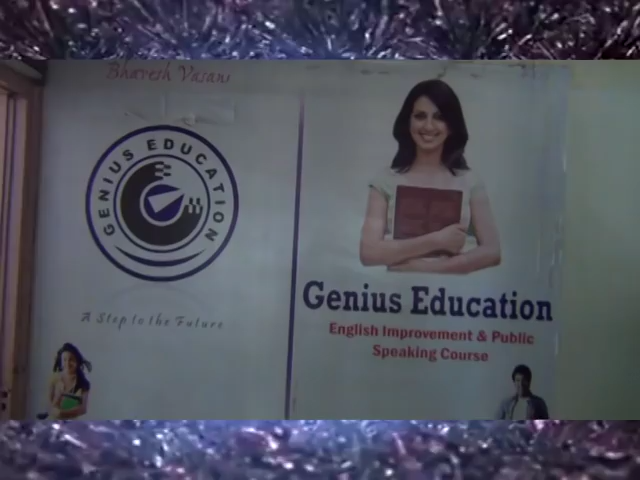 Bhavesh Vasani
GENIUS EDUCATION
A Step to the Future
Genius Education
English Improvement & Public
Speaking Course